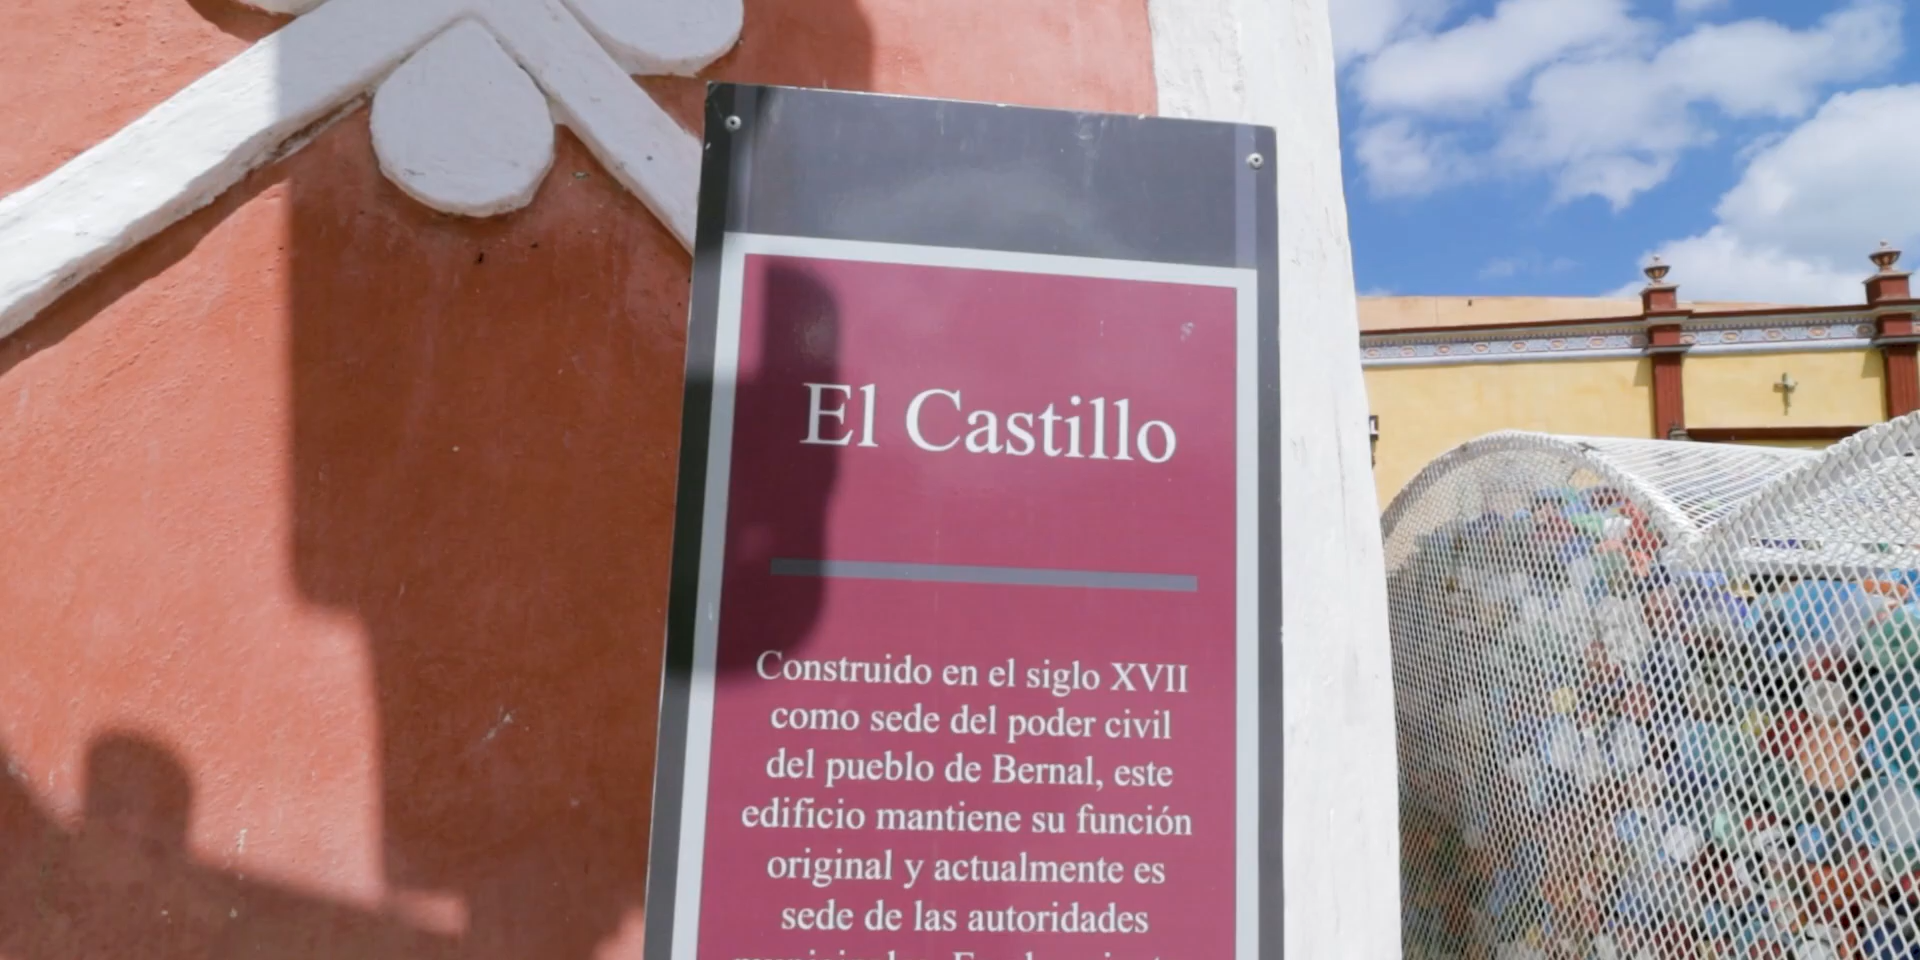 El Castillo
Construido en el siglo XVII
como sede del poder civil
del pueblo de Bernal, este
edificio mantiene su función
original y actualmente es
sede de las autoridades